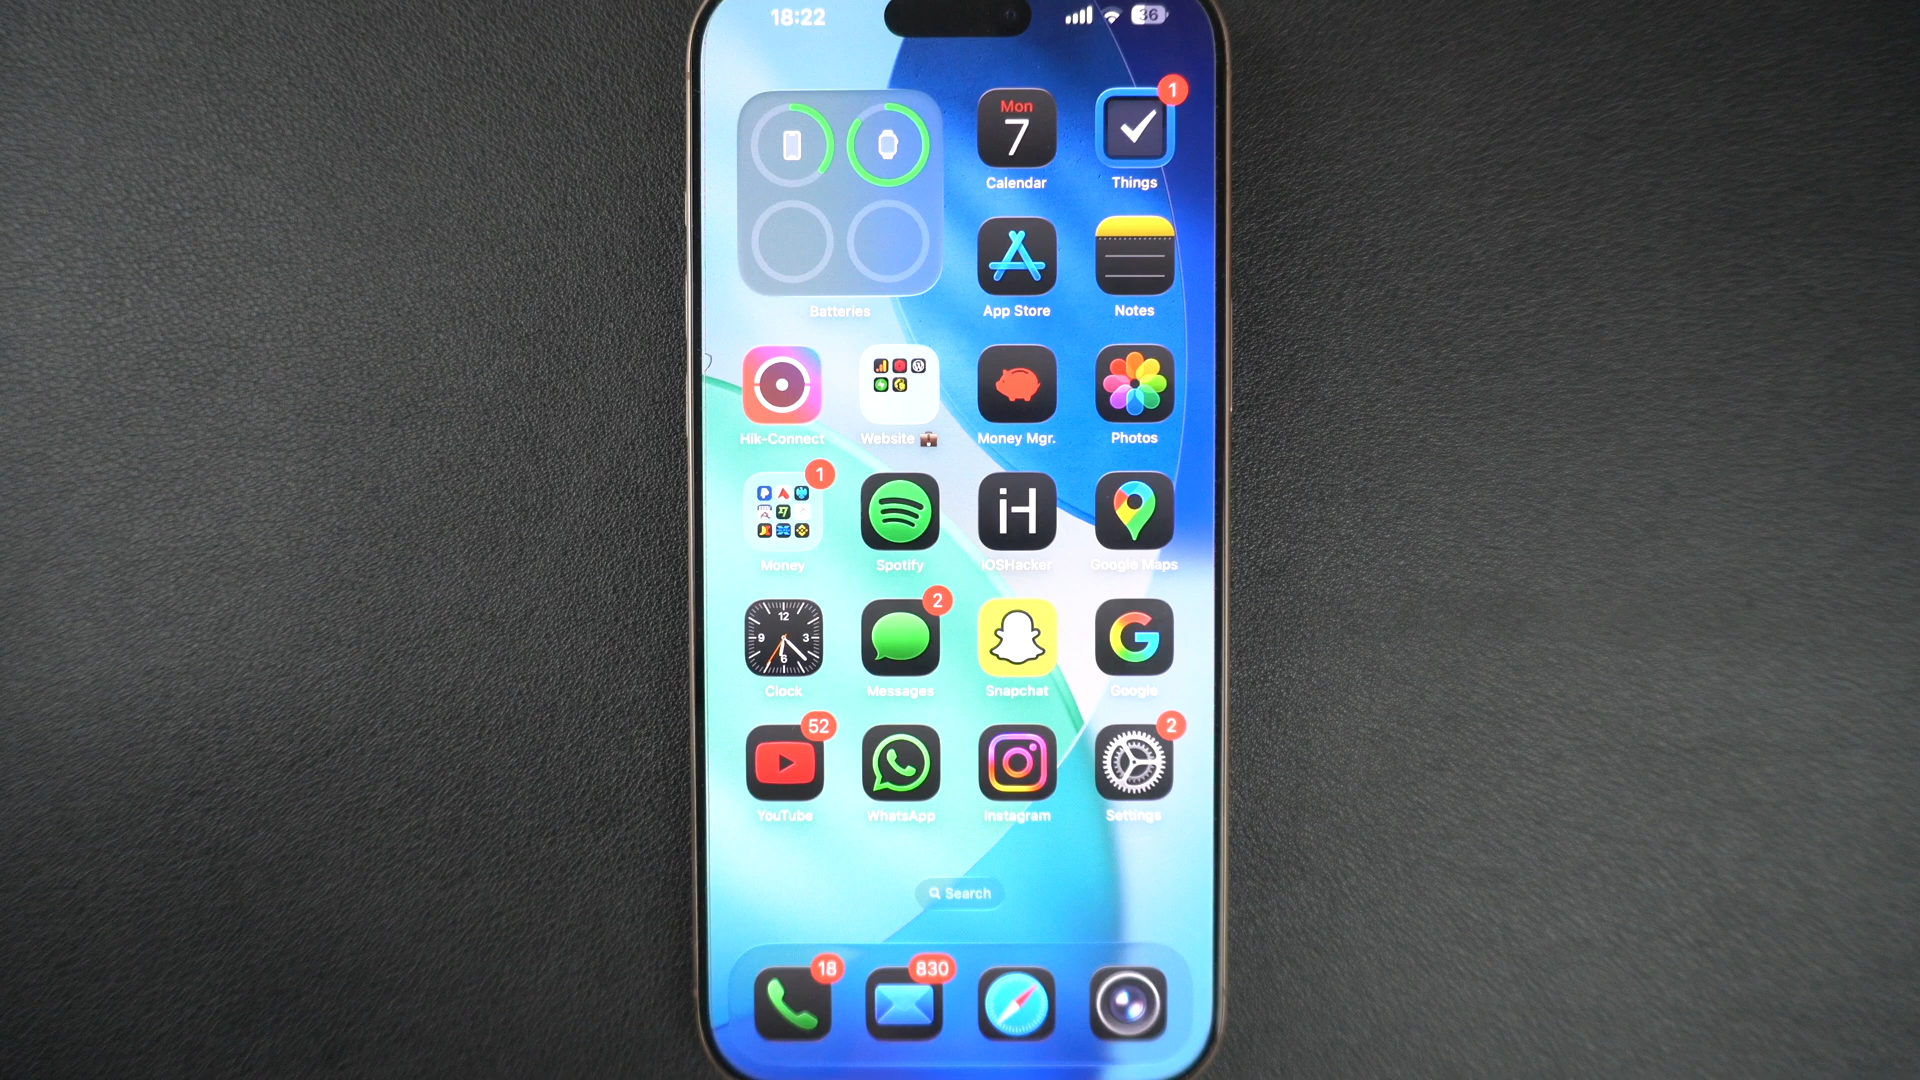 18:22
36
Mon
7
1
Calendar
Things
Batteries
App Store
Notes
Hik-Connect
Website
Money Mgr.
Photos
1
iH
Money
Spotify
iOSHacker
Google Maps
12
9
3
6
2
G
Clock
Messages
Snapchat
Google
52
2
YouTube
WhatsApp
Instagram
Settings
Search
18
830